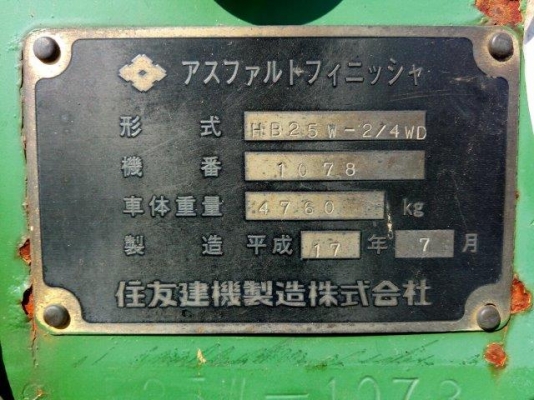 アスファルトフィニッシャ
形式 HB25W-2/4WD
機番 1078
車体重量 4760 kg
製造 平成 17 年 7 月
住友建機製造株式会社